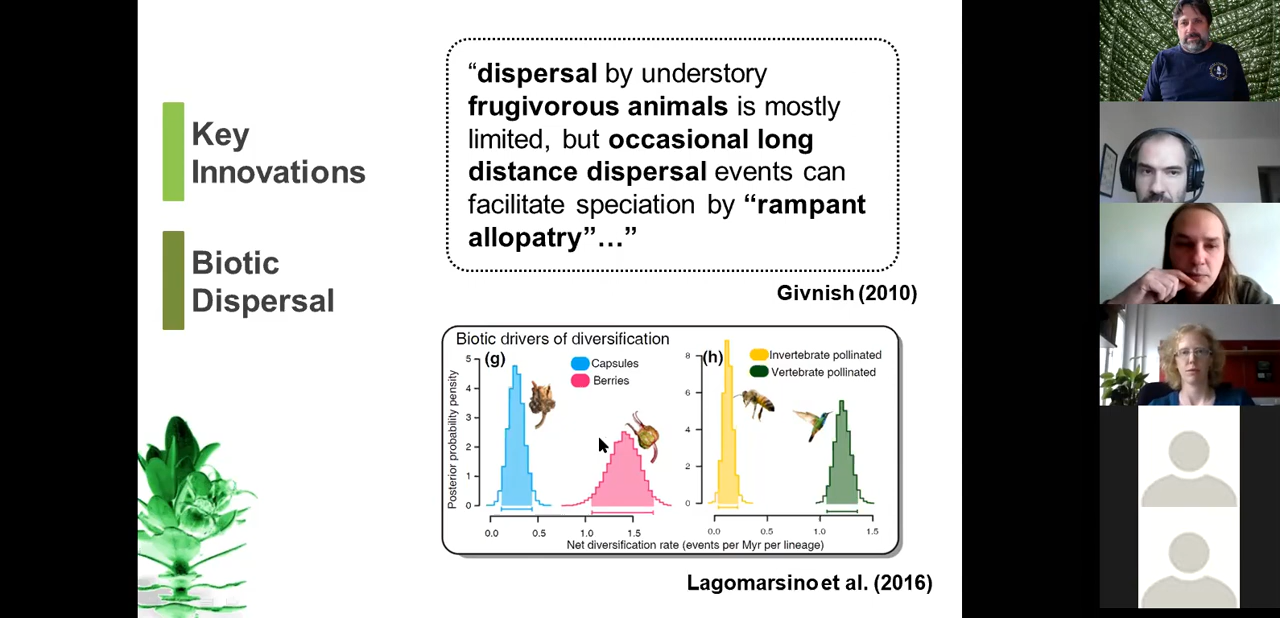 Key
Innovations
Biotic
Dispersal
“dispersal by understory
frugivorous animals is mostly
limited, but occasional long
distance dispersal events can
facilitate speciation by “rampant
allopatry”…”
Givnish (2010)
Biotic drivers of diversification
(g)
Capsules
Berries
Posterior probability pensity
5
4
3
2
1
0
0.0 0.5 1.0 1.5
(h)
Invertebrate pollinated
Vertebrate pollinated
8
6
4
2
0
0.0 0.5 1.0 1.5
Net diversification rate (events per Myr per lineage)
Lagomarsino et al. (2016)